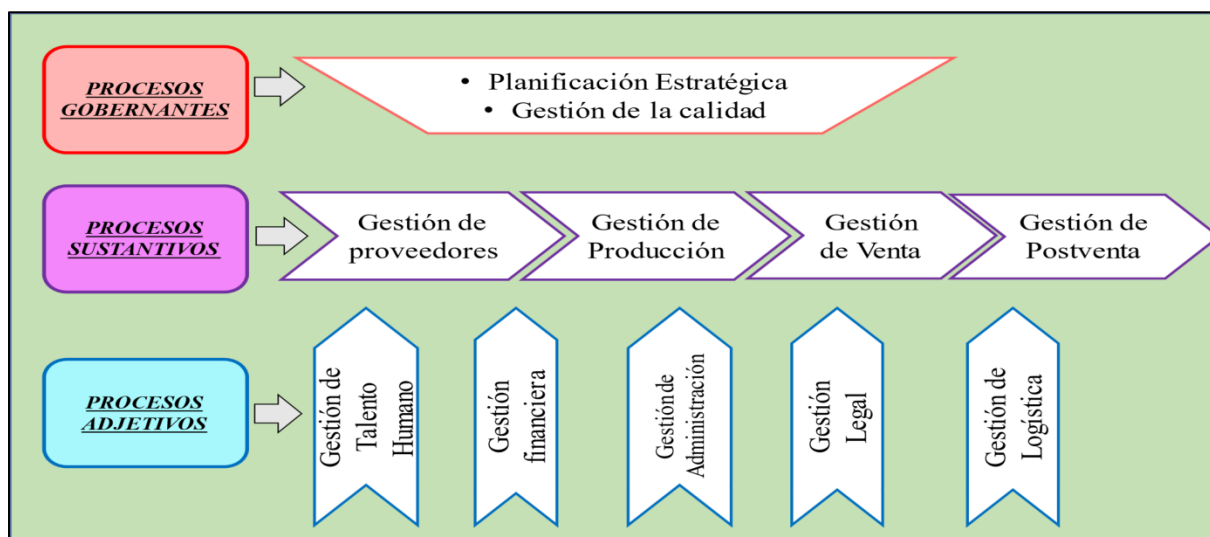 PROCESOS
GOBERNANTES
• Planificación Estratégica
• Gestión de la calidad
PROCESOS
SUSTANTIVOS
Gestión de
proveedores
Gestión de
Producción
Gestión
de Venta
Gestión de
Postventa
PROCESOS
ADJETIVOS
Gestión de
Talento
Humano
Gestión
financiera
Gestión de
Administración
Gestión
Legal
Gestión de
Logística